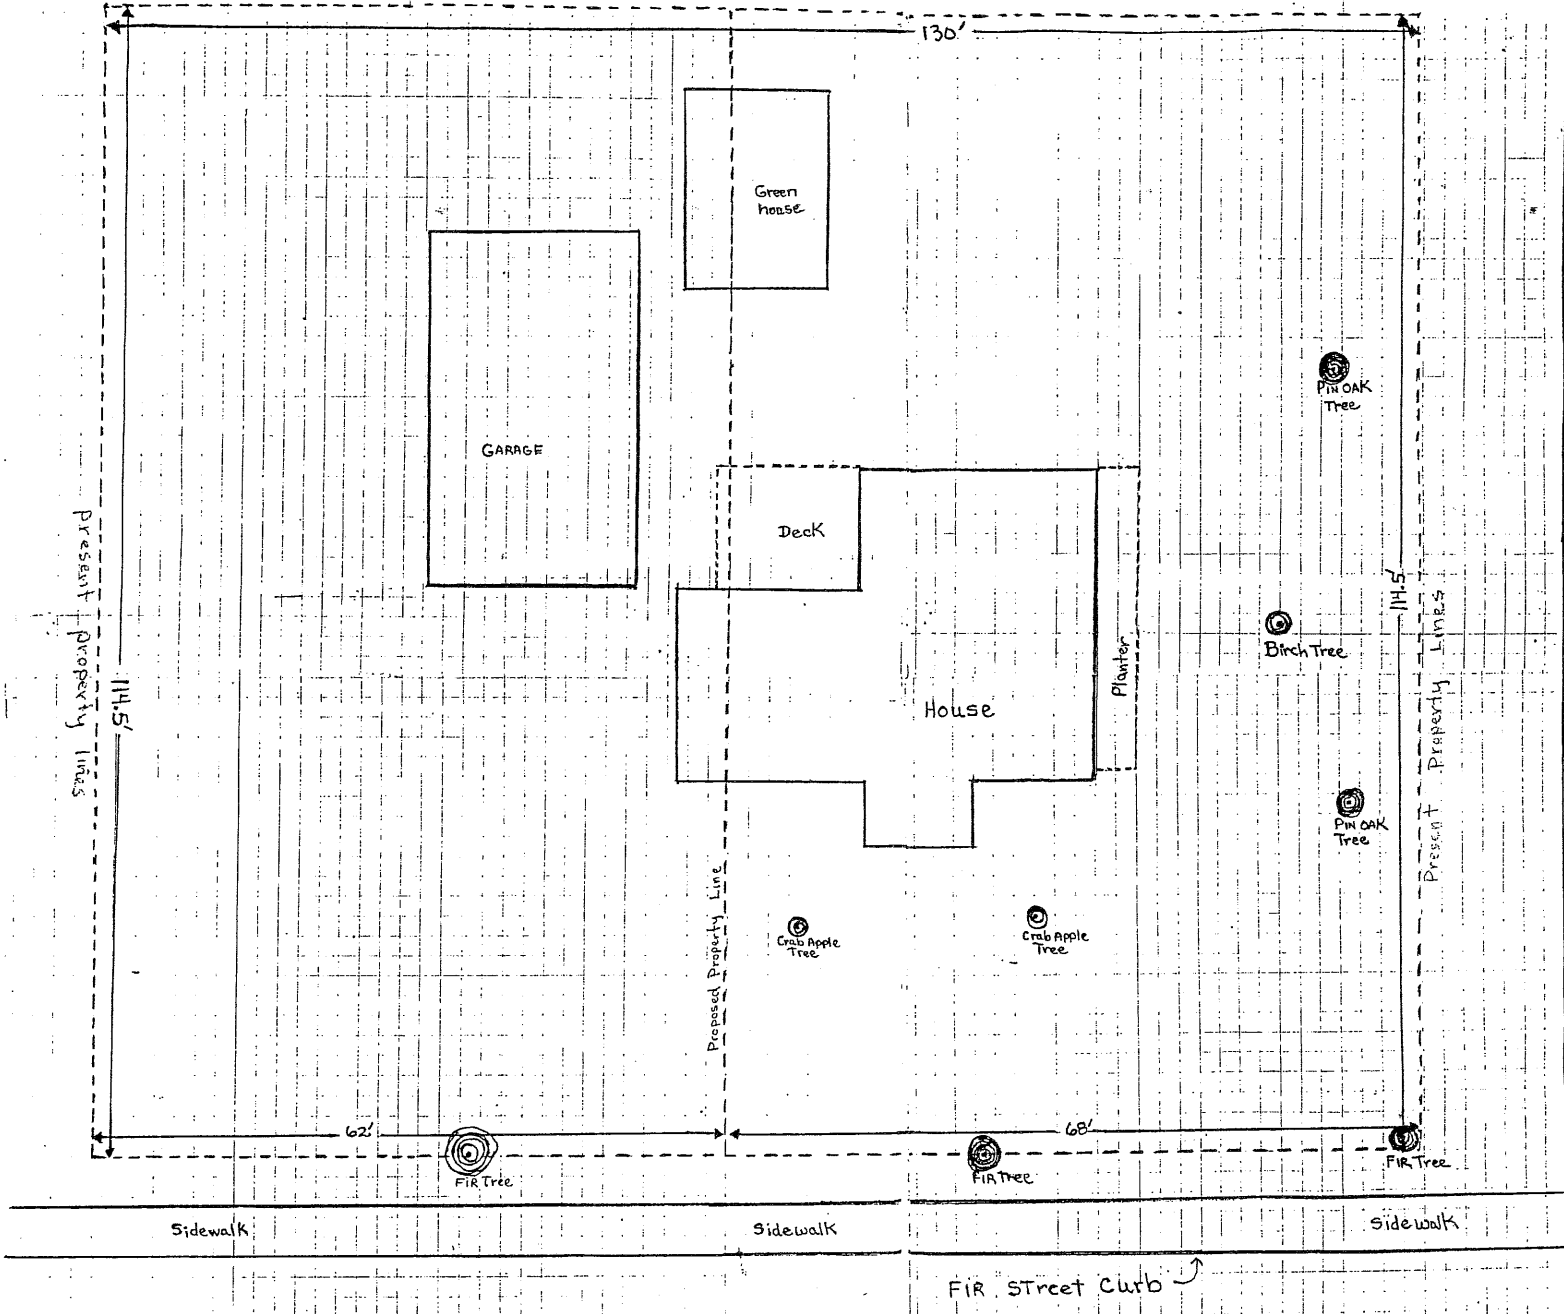 130'
Green
house
PIN OAK
Tree
GARAGE
Deck
114.5'
present property lines
114.5'
Present Property Lines
Birch Tree
Planter
House
PIN OAK
Tree
Proposed Property Line
Crab Apple
Tree
Crab Apple
Tree
62'
68'
FIR Tree
FIR Tree
FIR Tree
Sidewalk
Sidewalk
Sidewalk
FIR STreet Curb